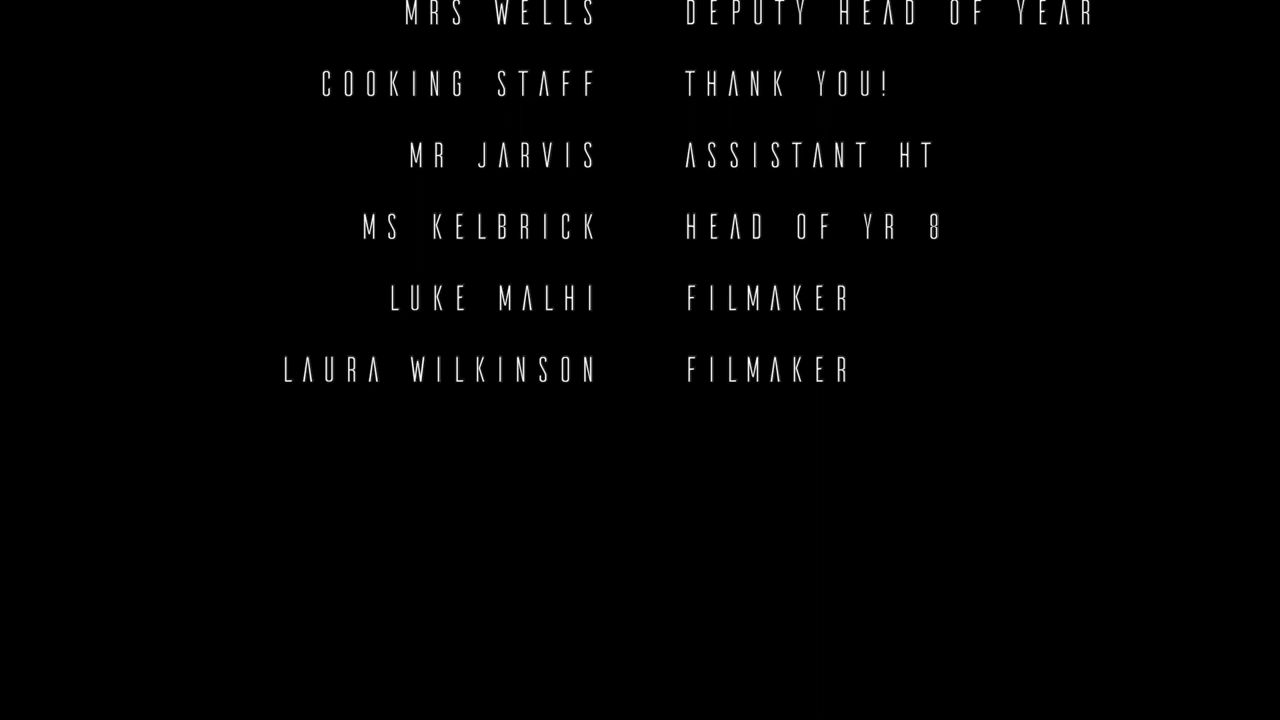 MRS WELLS DEPUTY HEAD OF YEAR
COOKING STAFF THANK YOU!
MR JARVIS ASSISTANT HT
MS KELBRICK HEAD OF YR 8
LUKE MALHI FILMAKER
LAURA WILKINSON FILMAKER